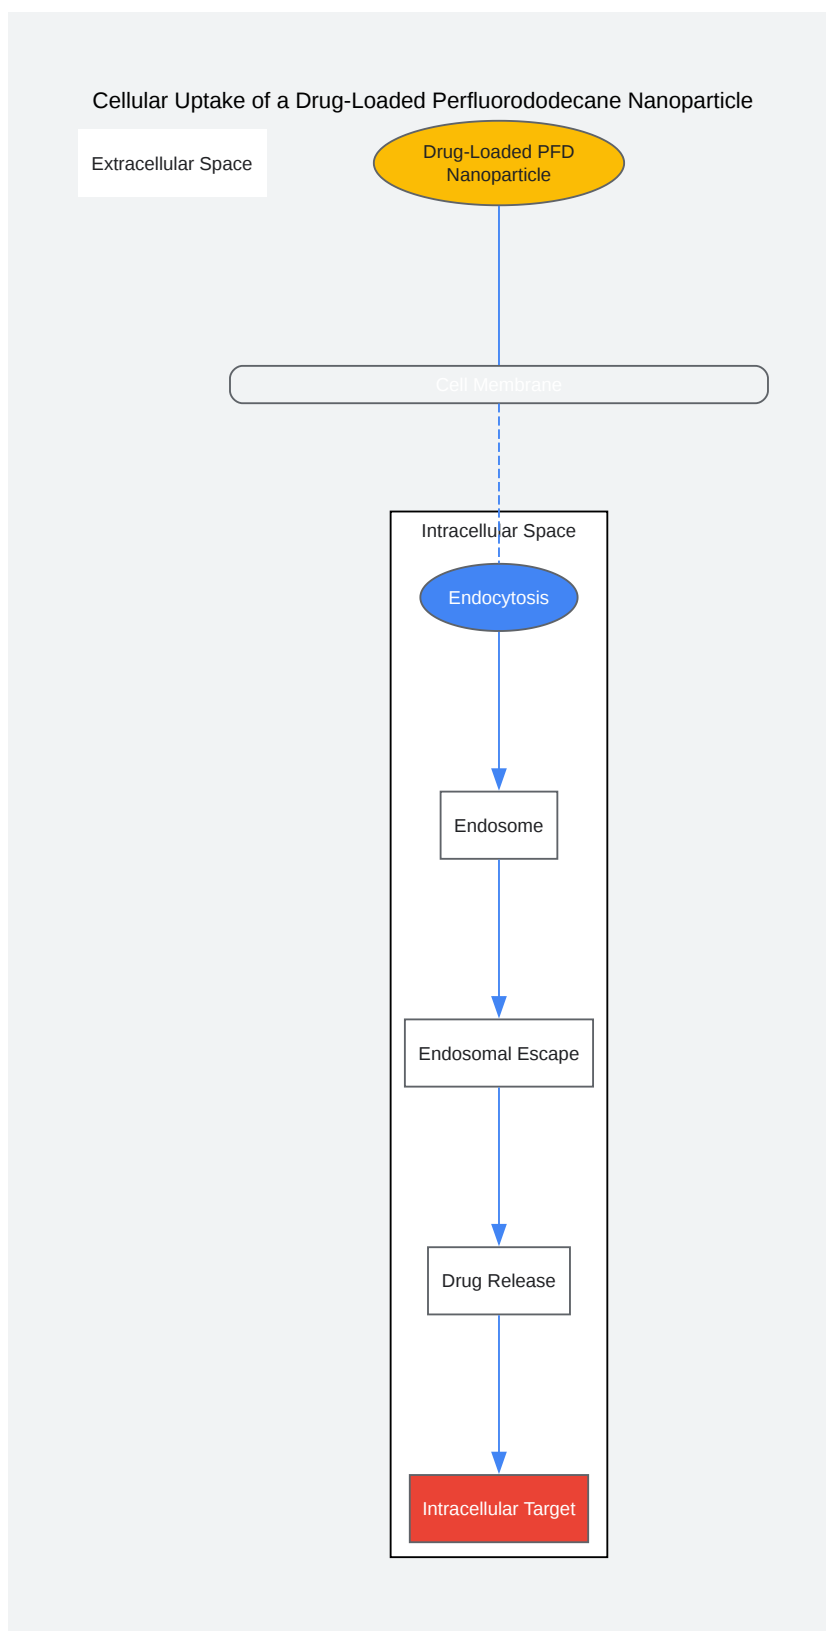 Cellular Uptake of a Drug-Loaded Perfluorododecane Nanoparticle
Extracellular Space
Drug-Loaded PFD
Nanoparticle
Cell Membrane
Intracellular Space
Endocytosis
Endosome
Endosomal Escape
Drug Release
Intracellular Target